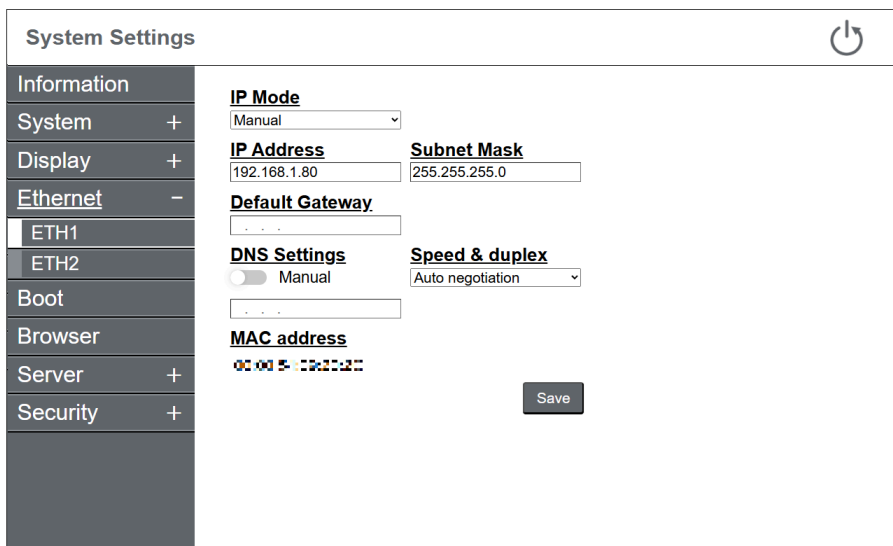 System Settings
Information
System +
Display +
Ethernet −
ETH1
ETH2
Boot
Browser
Server +
Security +
IP Mode
Manual
IP Address Subnet Mask
192.168.1.80 255.255.255.0
Default Gateway
. . .
DNS Settings Speed & duplex
Manual Auto negotiation
. . .
MAC address
Save